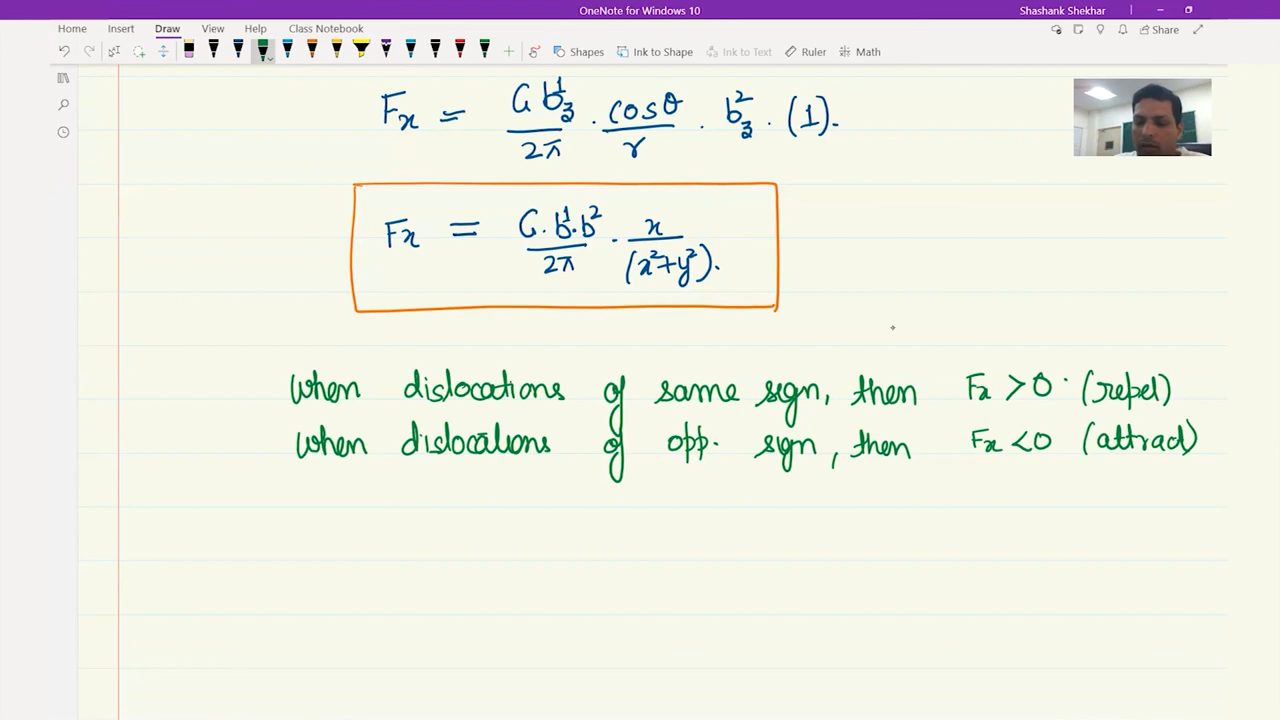 OneNote for Windows 10
Shashank Shekhar
Home Insert Draw View Help Class Notebook
Share
Shapes Ink to Shape Ink to Text Ruler Math
Fx = G b₃¹/2π · cosθ/r · b₃² · (1).
Fx = G·b¹·b²/2π · x/(x²+y²).
When dislocations of same sign, then Fx > 0 · (repel)
When dislocations of opp. sign, then Fx < 0 (attract)